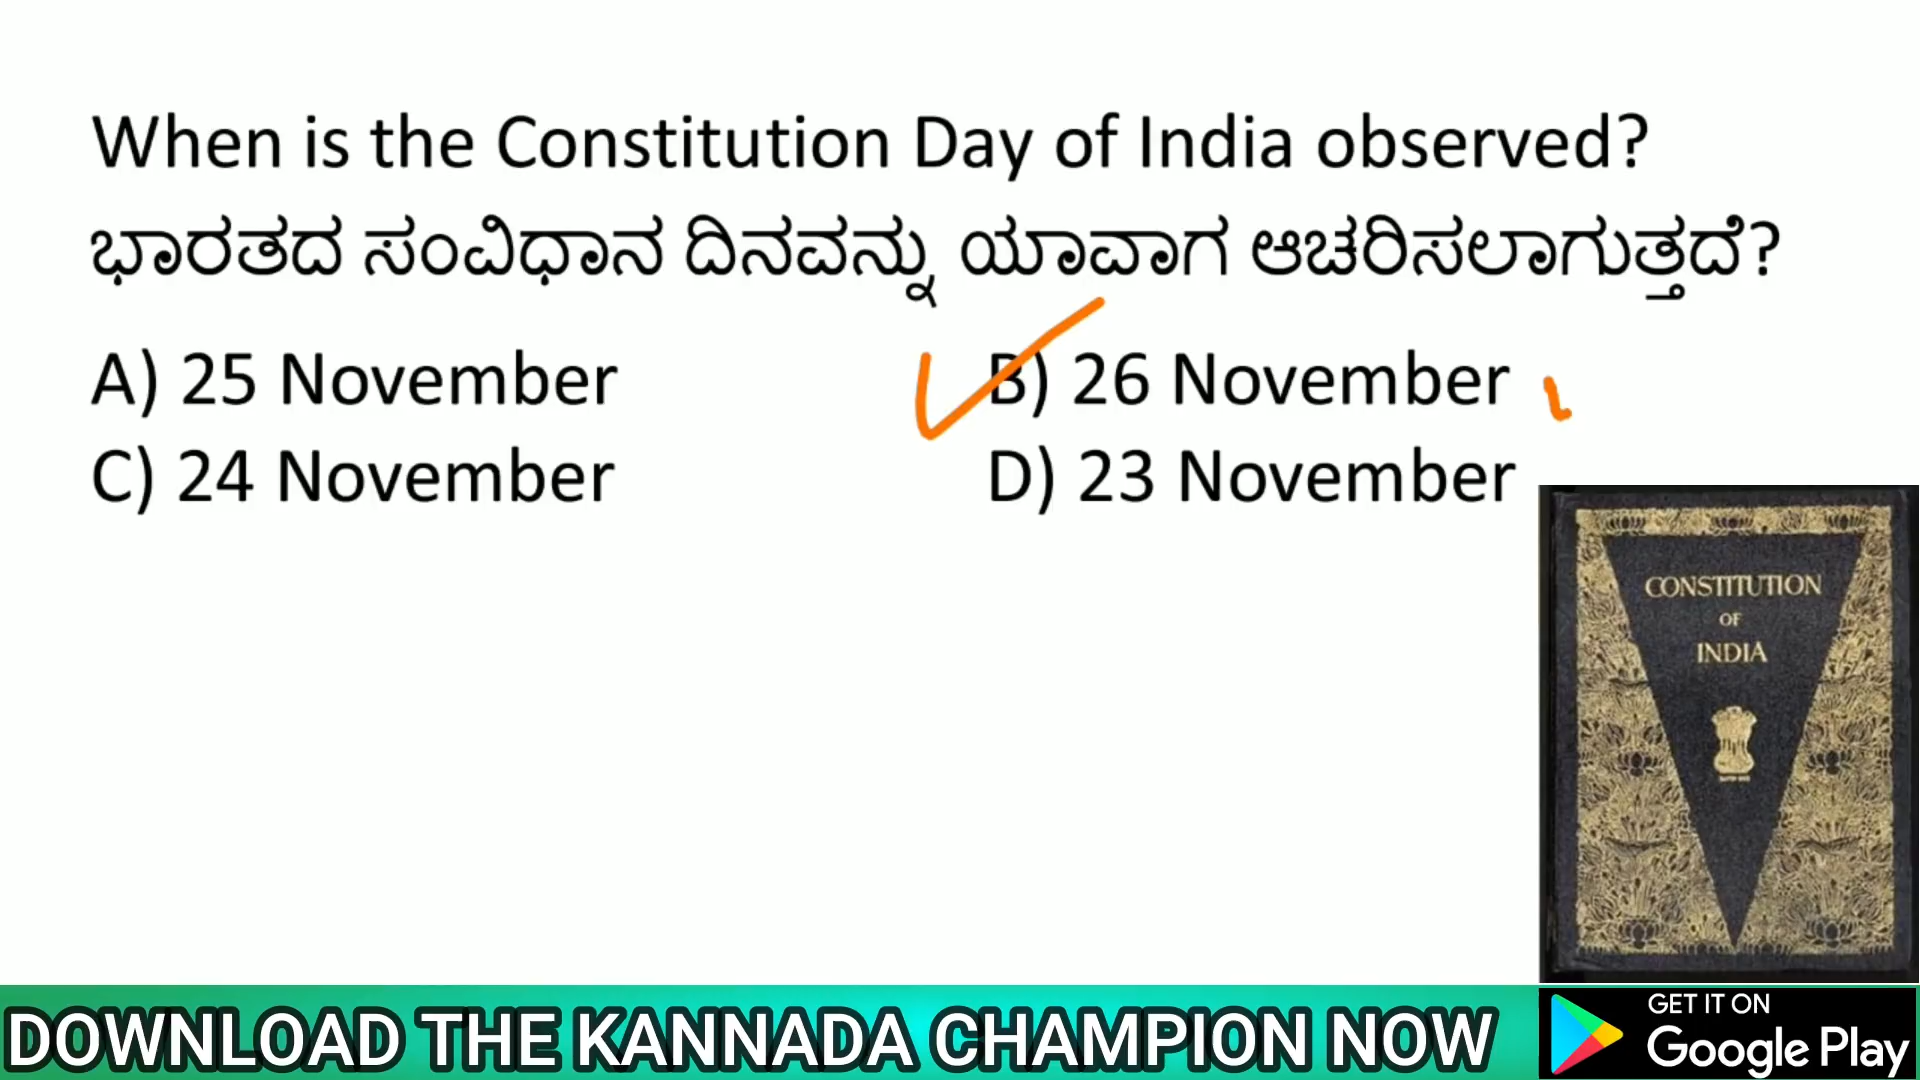 When is the Constitution Day of India observed?
ಭಾರತದ ಸಂವಿಧಾನ ದಿನವನ್ನು ಯಾವಾಗ ಆಚರಿಸಲಾಗುತ್ತದೆ?
A) 25 November B) 26 November
C) 24 November D) 23 November
CONSTITUTION
OF
INDIA
DOWNLOAD THE KANNADA CHAMPION NOW
GET IT ON
Google Play